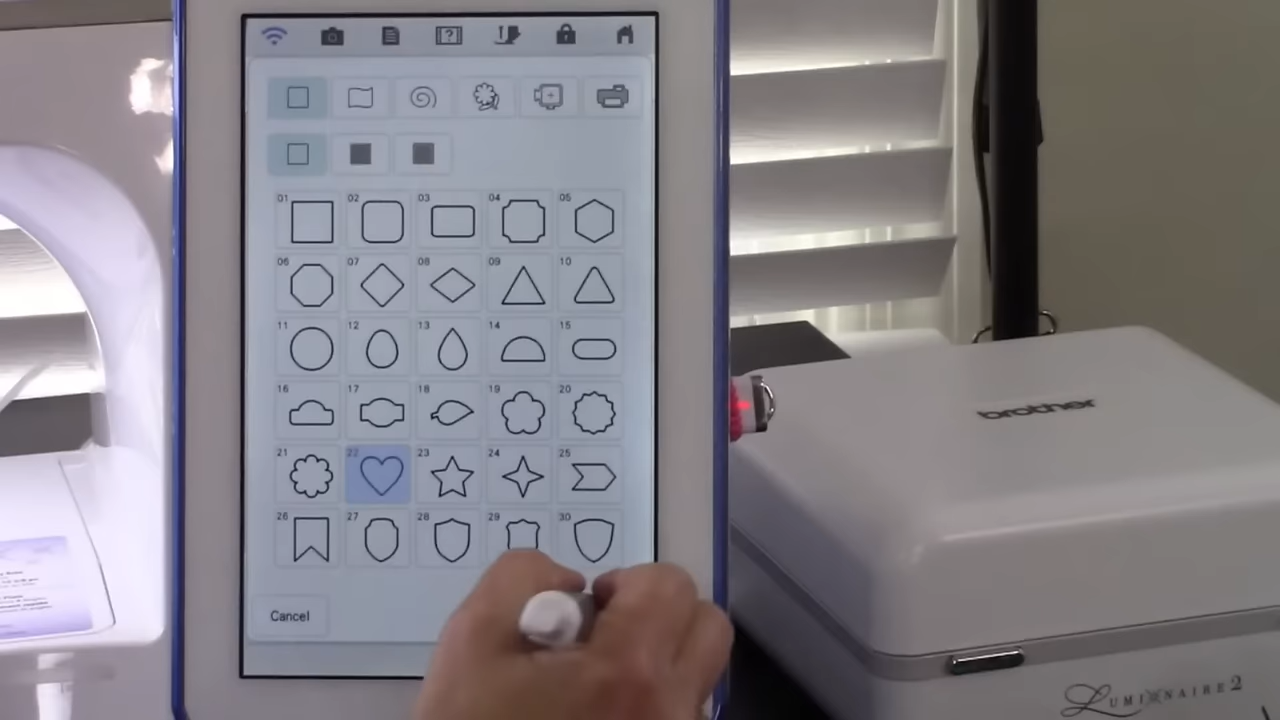 ?
01 02 03 04 05
06 07 08 09 10
11 12 13 14 15
16 17 18 19 20
21 22 23 24 25
26 27 28 29 30
Cancel
brother
LUMINAIRE 2